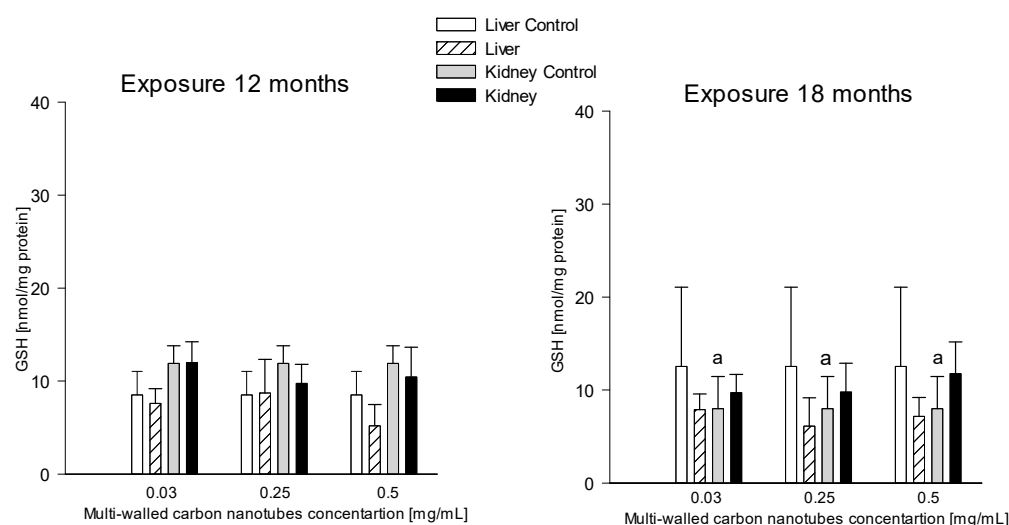 Liver Control
Liver
Kidney Control
Kidney
Exposure 12 months
40
30
20
10
0
GSH [nmol/mg protein]
0.03 0.25 0.5
Multi-walled carbon nanotubes concentartion [mg/mL]
Exposure 18 months
40
30
20
10
0
GSH [nmol/mg protein]
a a a
0.03 0.25 0.5
Multi-walled carbon nanotubes concentartion [mg/mL]